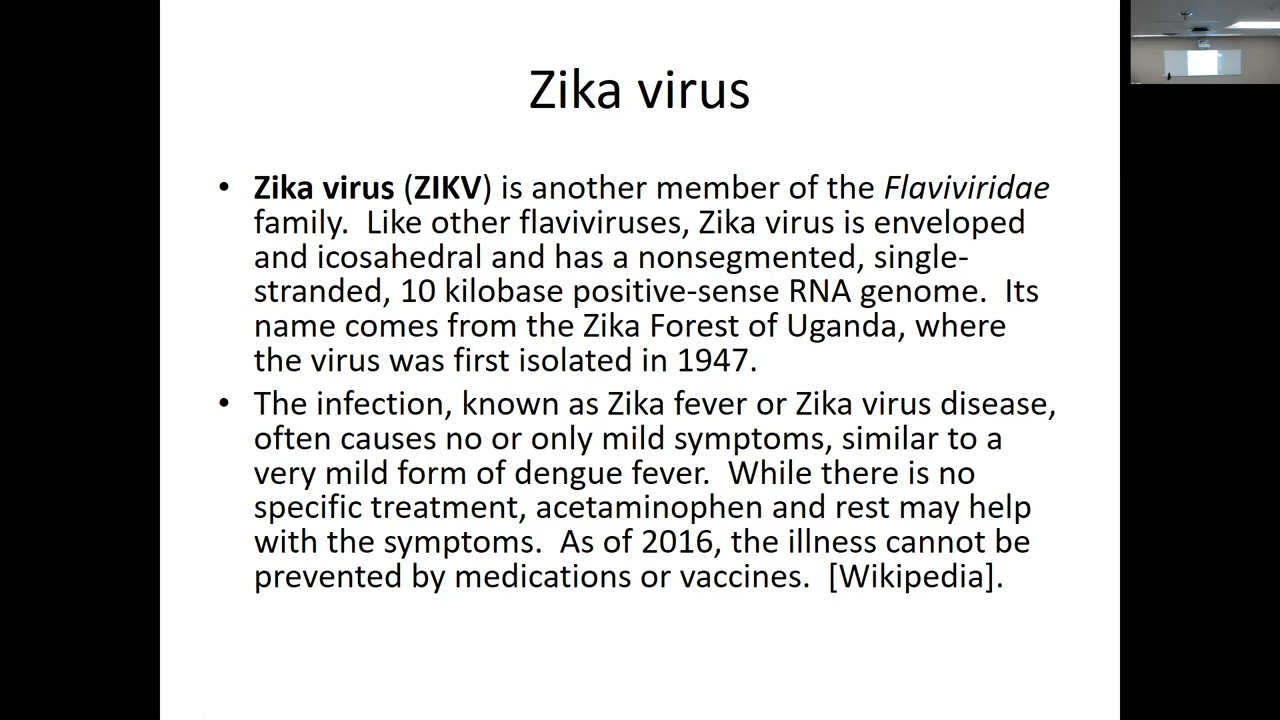 Zika virus
• Zika virus (ZIKV) is another member of the Flaviviridae
family.  Like other flaviviruses, Zika virus is enveloped
and icosahedral and has a nonsegmented, single-
stranded, 10 kilobase positive-sense RNA genome.  Its
name comes from the Zika Forest of Uganda, where
the virus was first isolated in 1947.
• The infection, known as Zika fever or Zika virus disease,
often causes no or only mild symptoms, similar to a
very mild form of dengue fever.  While there is no
specific treatment, acetaminophen and rest may help
with the symptoms.  As of 2016, the illness cannot be
prevented by medications or vaccines.  [Wikipedia].